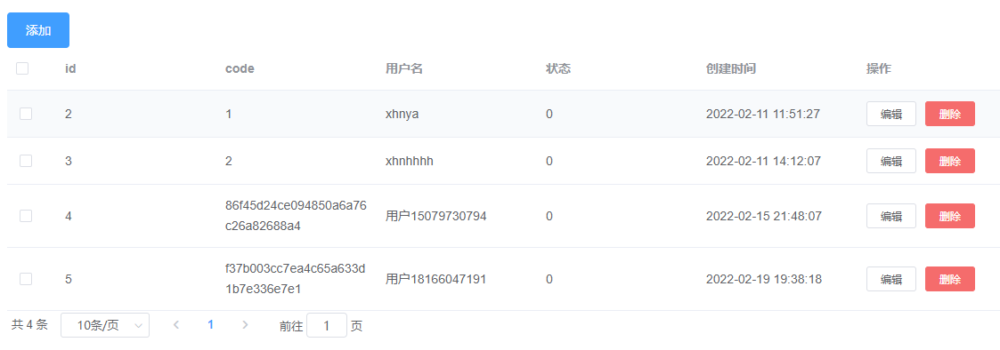 添加
id code 用户名 状态 创建时间 操作
2 1 xhnya 0 2022-02-11 11:51:27 编辑 删除
3 2 xhnhhhh 0 2022-02-11 14:12:07 编辑 删除
86f45d24ce094850a6a76
4 用户15079730794 0 2022-02-15 21:48:07 编辑 删除
c26a82688a4
f37b003cc7ea4c65a633d
5 用户18166047191 0 2022-02-19 19:38:18 编辑 删除
1b7e336e7e1
共 4 条 10条/页 1 前往 1 页